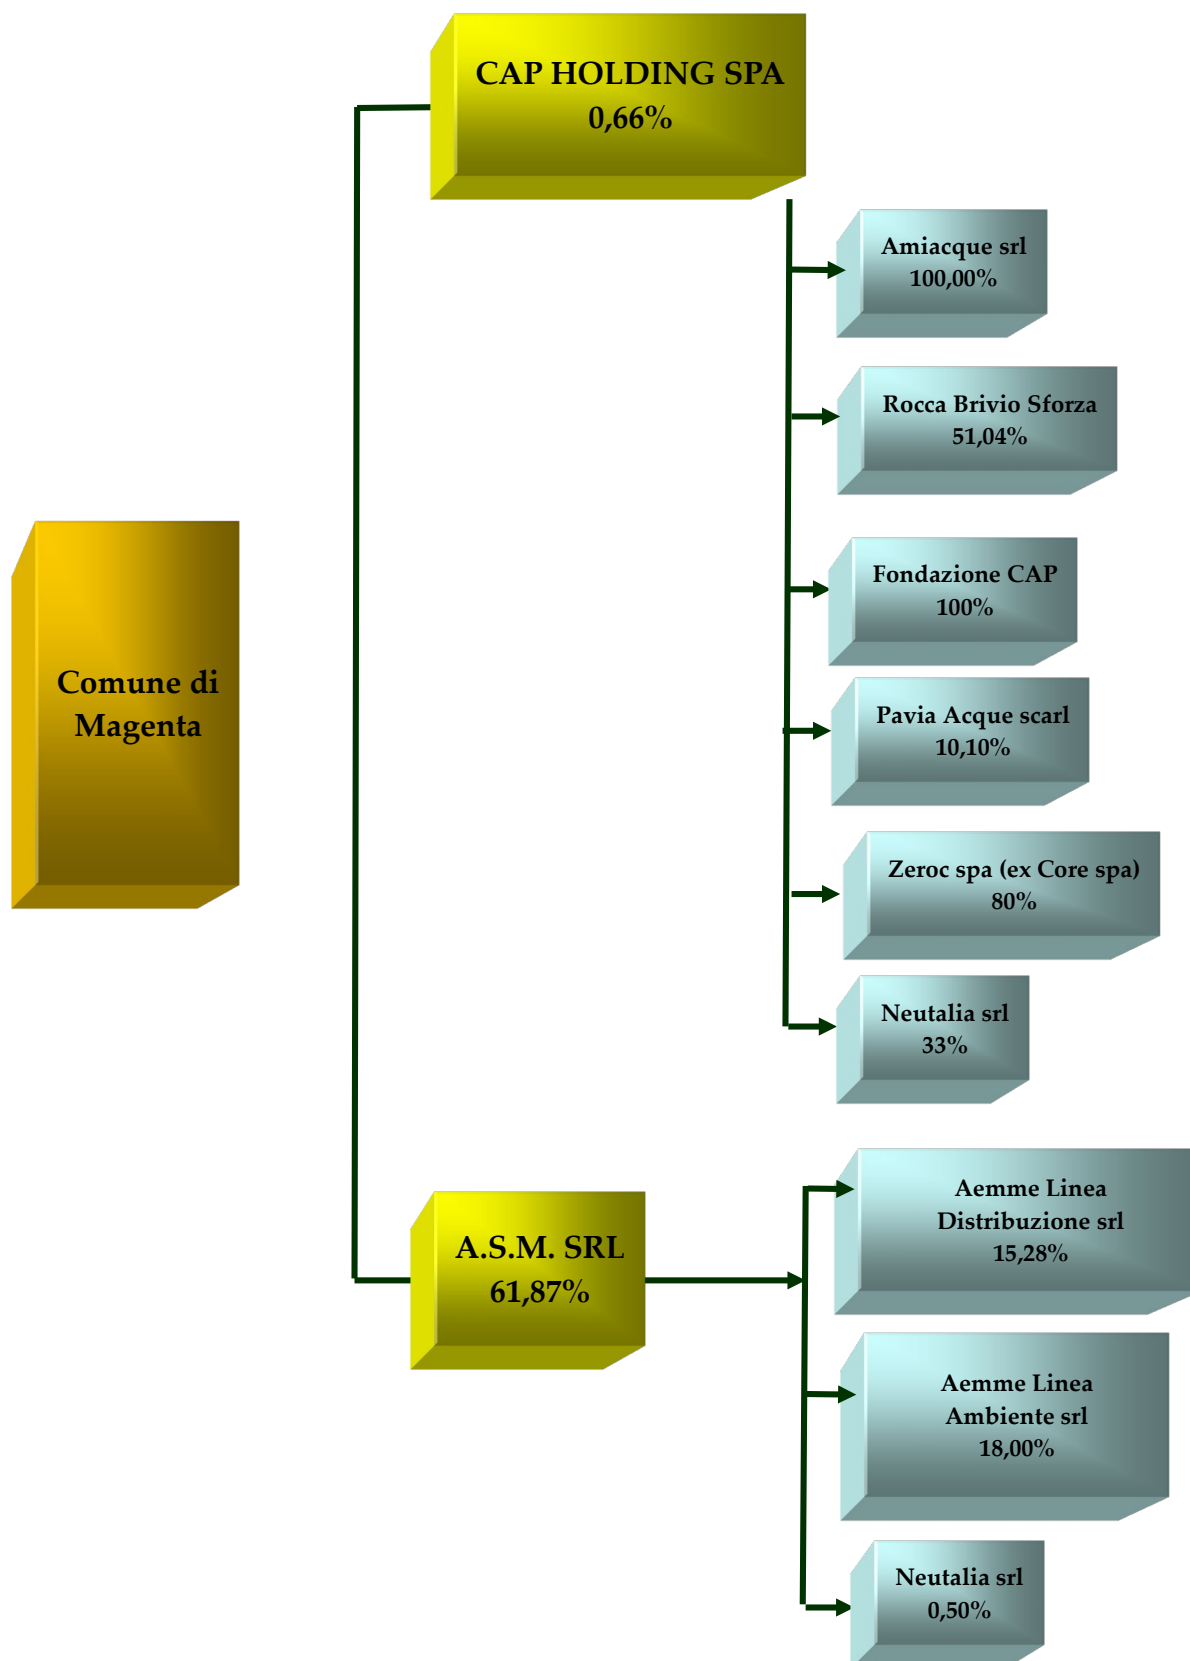 CAP HOLDING SPA
0,66%
Amiacque srl
100,00%
Rocca Brivio Sforza
51,04%
Fondazione CAP
100%
Comune di
Magenta
Pavia Acque scarl
10,10%
Zeroc spa (ex Core spa)
80%
Neutalia srl
33%
A.S.M. SRL
61,87%
Aemme Linea
Distribuzione srl
15,28%
Aemme Linea
Ambiente srl
18,00%
Neutalia srl
0,50%